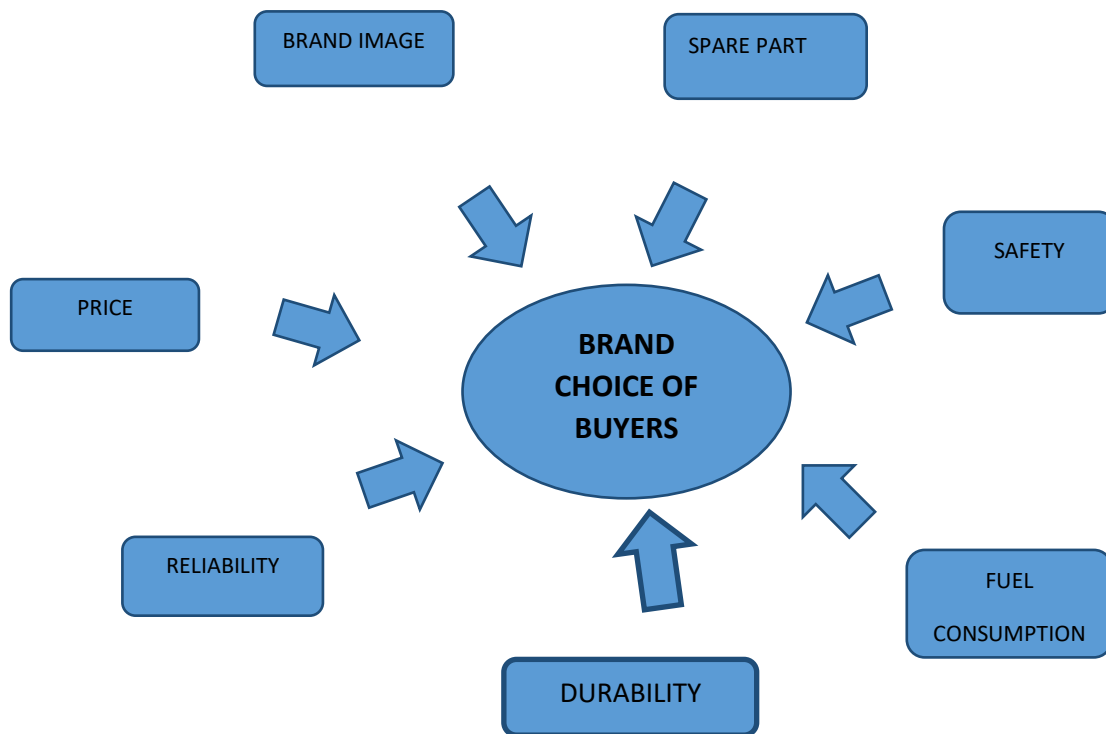 BRAND IMAGE
SPARE PART
SAFETY
PRICE
BRAND
CHOICE OF
BUYERS
RELIABILITY
FUEL
CONSUMPTION
DURABILITY